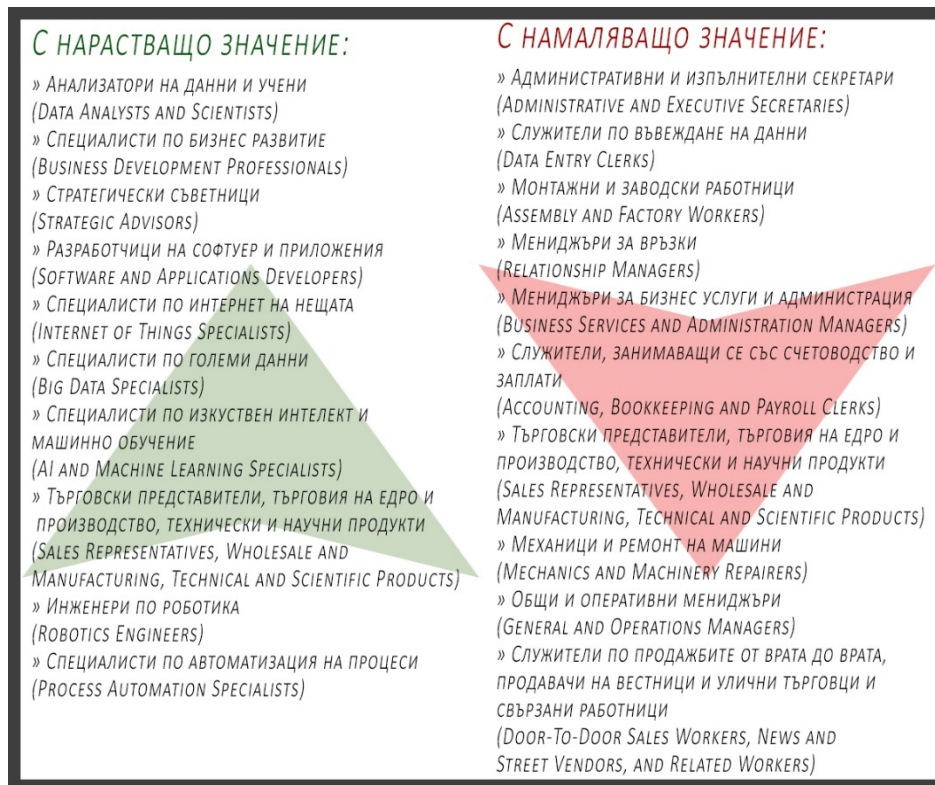 С НАРАСТВАЩО ЗНАЧЕНИЕ:
» АНАЛИЗАТОРИ НА ДАННИ И УЧЕНИ
(DATA ANALYSTS AND SCIENTISTS)
» СПЕЦИАЛИСТИ ПО БИЗНЕС РАЗВИТИЕ
(BUSINESS DEVELOPMENT PROFESSIONALS)
» СТРАТЕГИЧЕСКИ СЪВЕТНИЦИ
(STRATEGIC ADVISORS)
» РАЗРАБОТЧИЦИ НА СОФТУЕР И ПРИЛОЖЕНИЯ
(SOFTWARE AND APPLICATIONS DEVELOPERS)
» СПЕЦИАЛИСТИ ПО ИНТЕРНЕТ НА НЕЩАТА
(INTERNET OF THINGS SPECIALISTS)
» СПЕЦИАЛИСТИ ПО ГОЛЕМИ ДАННИ
(BIG DATA SPECIALISTS)
» СПЕЦИАЛИСТИ ПО ИЗКУСТВЕН ИНТЕЛЕКТ И
МАШИННО ОБУЧЕНИЕ
(AI AND MACHINE LEARNING SPECIALISTS)
» ТЪРГОВСКИ ПРЕДСТАВИТЕЛИ, ТЪРГОВИЯ НА ЕДРО И
ПРОИЗВОДСТВО, ТЕХНИЧЕСКИ И НАУЧНИ ПРОДУКТИ
(SALES REPRESENTATIVES, WHOLESALE AND
MANUFACTURING, TECHNICAL AND SCIENTIFIC PRODUCTS)
» ИНЖЕНЕРИ ПО РОБОТИКА
(ROBOTICS ENGINEERS)
» СПЕЦИАЛИСТИ ПО АВТОМАТИЗАЦИЯ НА ПРОЦЕСИ
(PROCESS AUTOMATION SPECIALISTS)
С НАМАЛЯВАЩО ЗНАЧЕНИЕ:
» АДМИНИСТРАТИВНИ И ИЗПЪЛНИТЕЛНИ СЕКРЕТАРИ
(ADMINISTRATIVE AND EXECUTIVE SECRETARIES)
» СЛУЖИТЕЛИ ПО ВЪВЕЖДАНЕ НА ДАННИ
(DATA ENTRY CLERKS)
» МОНТАЖНИ И ЗАВОДСКИ РАБОТНИЦИ
(ASSEMBLY AND FACTORY WORKERS)
» МЕНИДЖЪРИ ЗА ВРЪЗКИ
(RELATIONSHIP MANAGERS)
» МЕНИДЖЪРИ ЗА БИЗНЕС УСЛУГИ И АДМИНИСТРАЦИЯ
(BUSINESS SERVICES AND ADMINISTRATION MANAGERS)
» СЛУЖИТЕЛИ, ЗАНИМАВАЩИ СЕ СЪС СЧЕТОВОДСТВО И
ЗАПЛАТИ
(ACCOUNTING, BOOKKEEPING AND PAYROLL CLERKS)
» ТЪРГОВСКИ ПРЕДСТАВИТЕЛИ, ТЪРГОВИЯ НА ЕДРО И
ПРОИЗВОДСТВО, ТЕХНИЧЕСКИ И НАУЧНИ ПРОДУКТИ
(SALES REPRESENTATIVES, WHOLESALE AND
MANUFACTURING, TECHNICAL AND SCIENTIFIC PRODUCTS)
» МЕХАНИЦИ И РЕМОНТ НА МАШИНИ
(MECHANICS AND MACHINERY REPAIRERS)
» ОБЩИ И ОПЕРАТИВНИ МЕНИДЖЪРИ
(GENERAL AND OPERATIONS MANAGERS)
» СЛУЖИТЕЛИ ПО ПРОДАЖБИТЕ ОТ ВРАТА ДО ВРАТА,
ПРОДАВАЧИ НА ВЕСТНИЦИ И УЛИЧНИ ТЪРГОВЦИ И
СВЪРЗАНИ РАБОТНИЦИ
(DOOR-TO-DOOR SALES WORKERS, NEWS AND
STREET VENDORS, AND RELATED WORKERS)